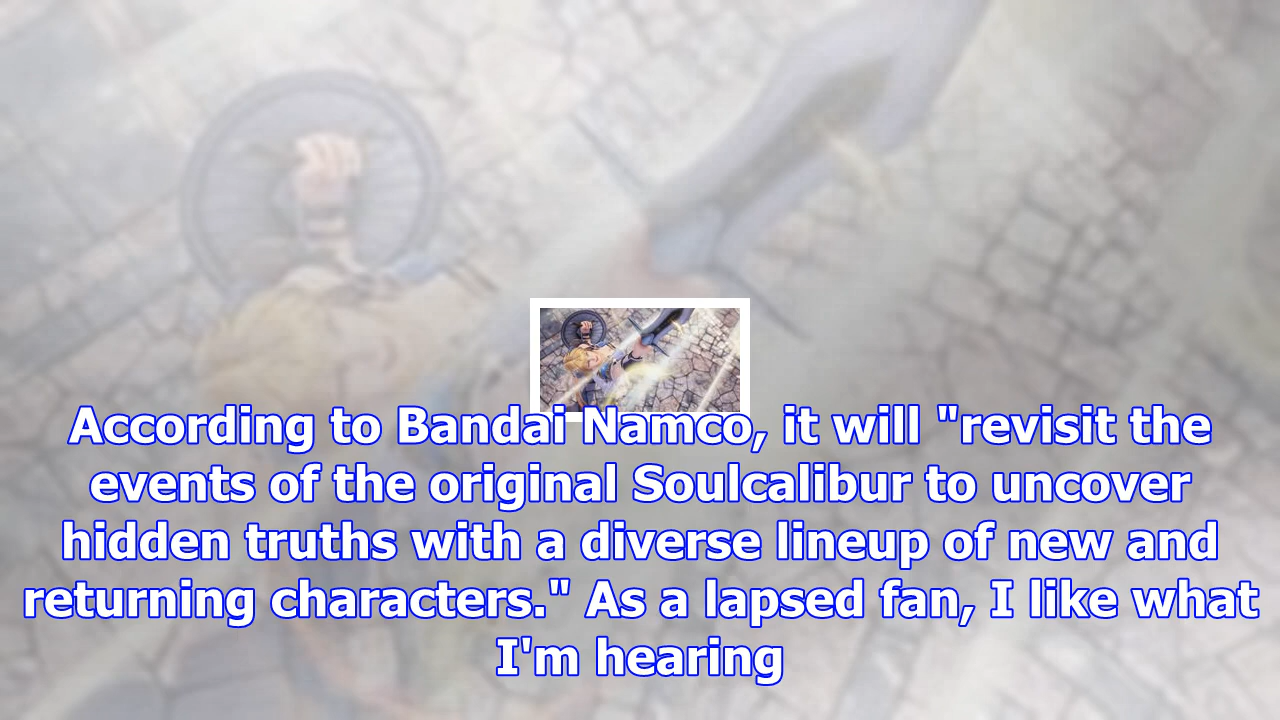 According to Bandai Namco, it will "revisit the
events of the original Soulcalibur to uncover
hidden truths with a diverse lineup of new and
returning characters." As a lapsed fan, I like what
I'm hearing